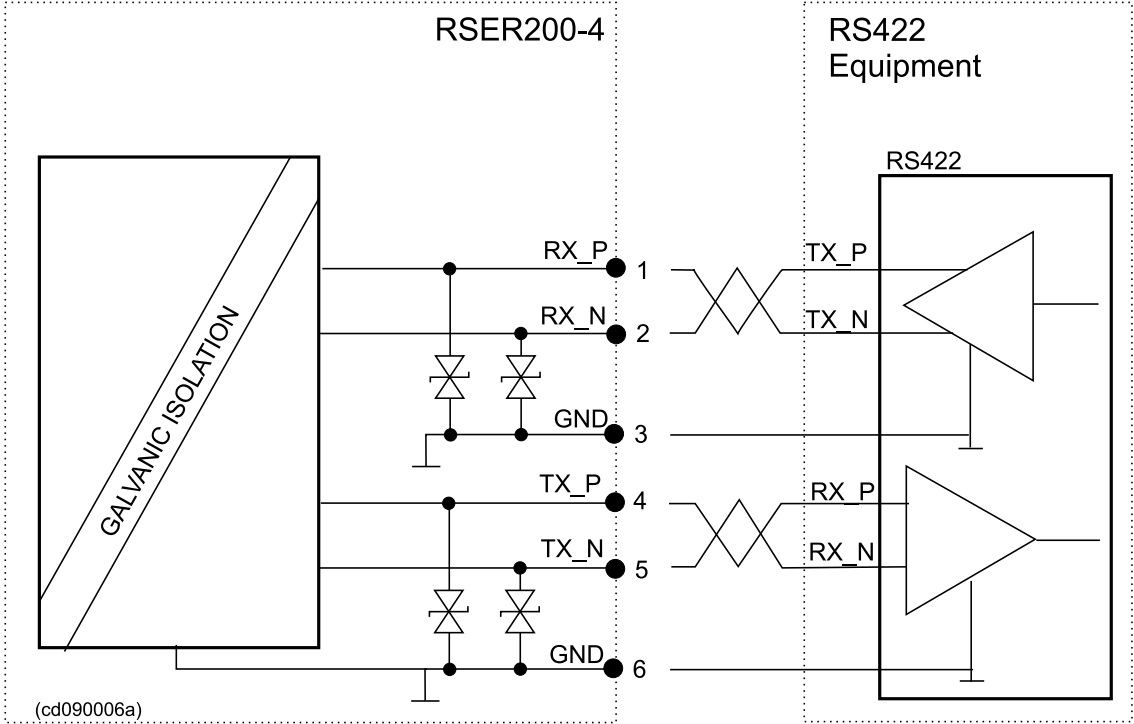 RSER200-4
RS422
Equipment
RS422
GALVANIC ISOLATION
RX_P
1
TX_P
RX_N
2
TX_N
GND
3
TX_P
4
RX_P
TX_N
5
RX_N
GND
6
(cd090006a)